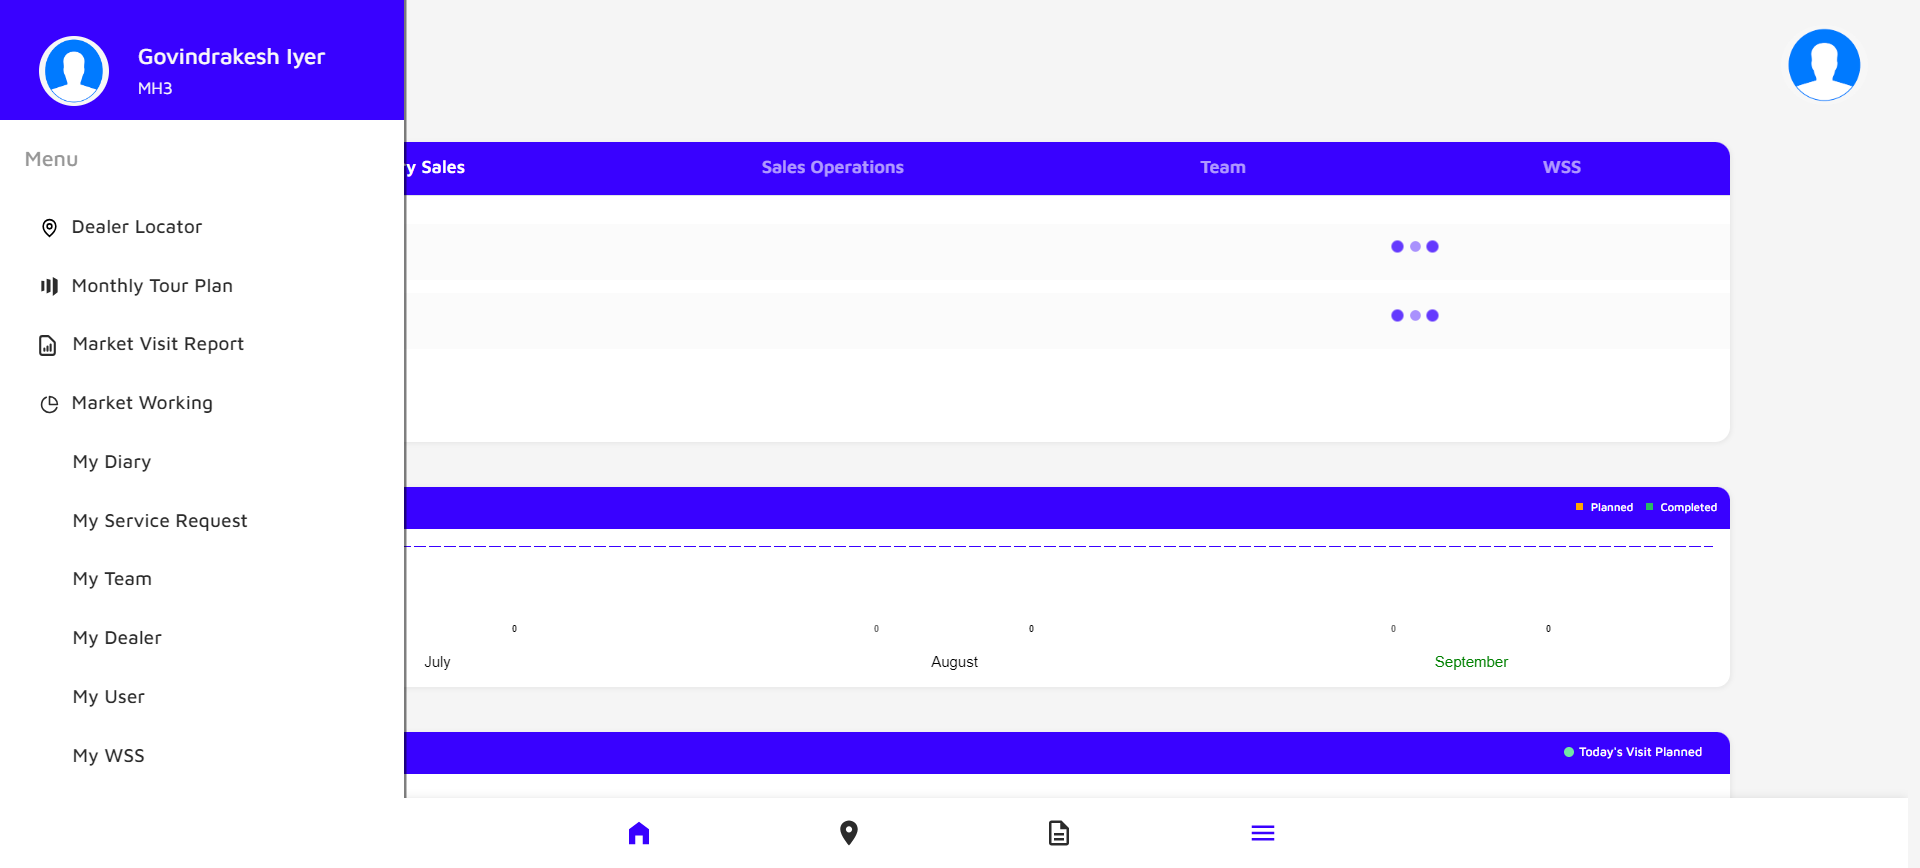 Govindrakesh Iyer
MH3
Menu
Dealer Locator
Monthly Tour Plan
Market Visit Report
Market Working
My Diary
My Service Request
My Team
My Dealer
My User
My WSS
y Sales
Sales Operations
Team
WSS
Planned
Completed
0
0
0
0
0
July
August
September
Today's Visit Planned